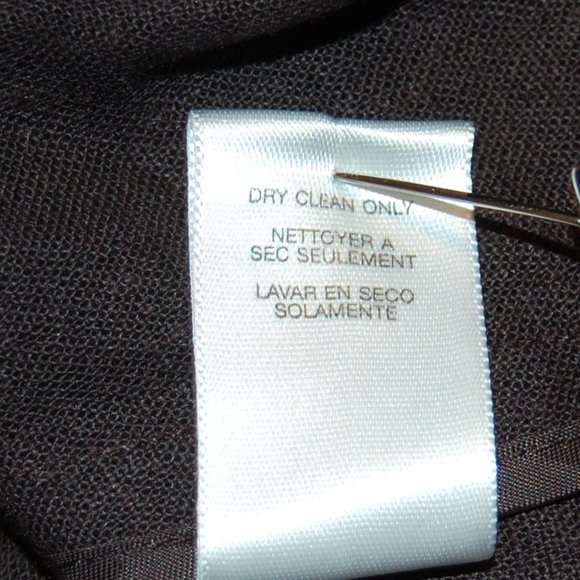 DRY CLEAN ONLY
NETTOYER A
SEC SEULEMENT
LAVAR EN SECO
SOLAMENTE